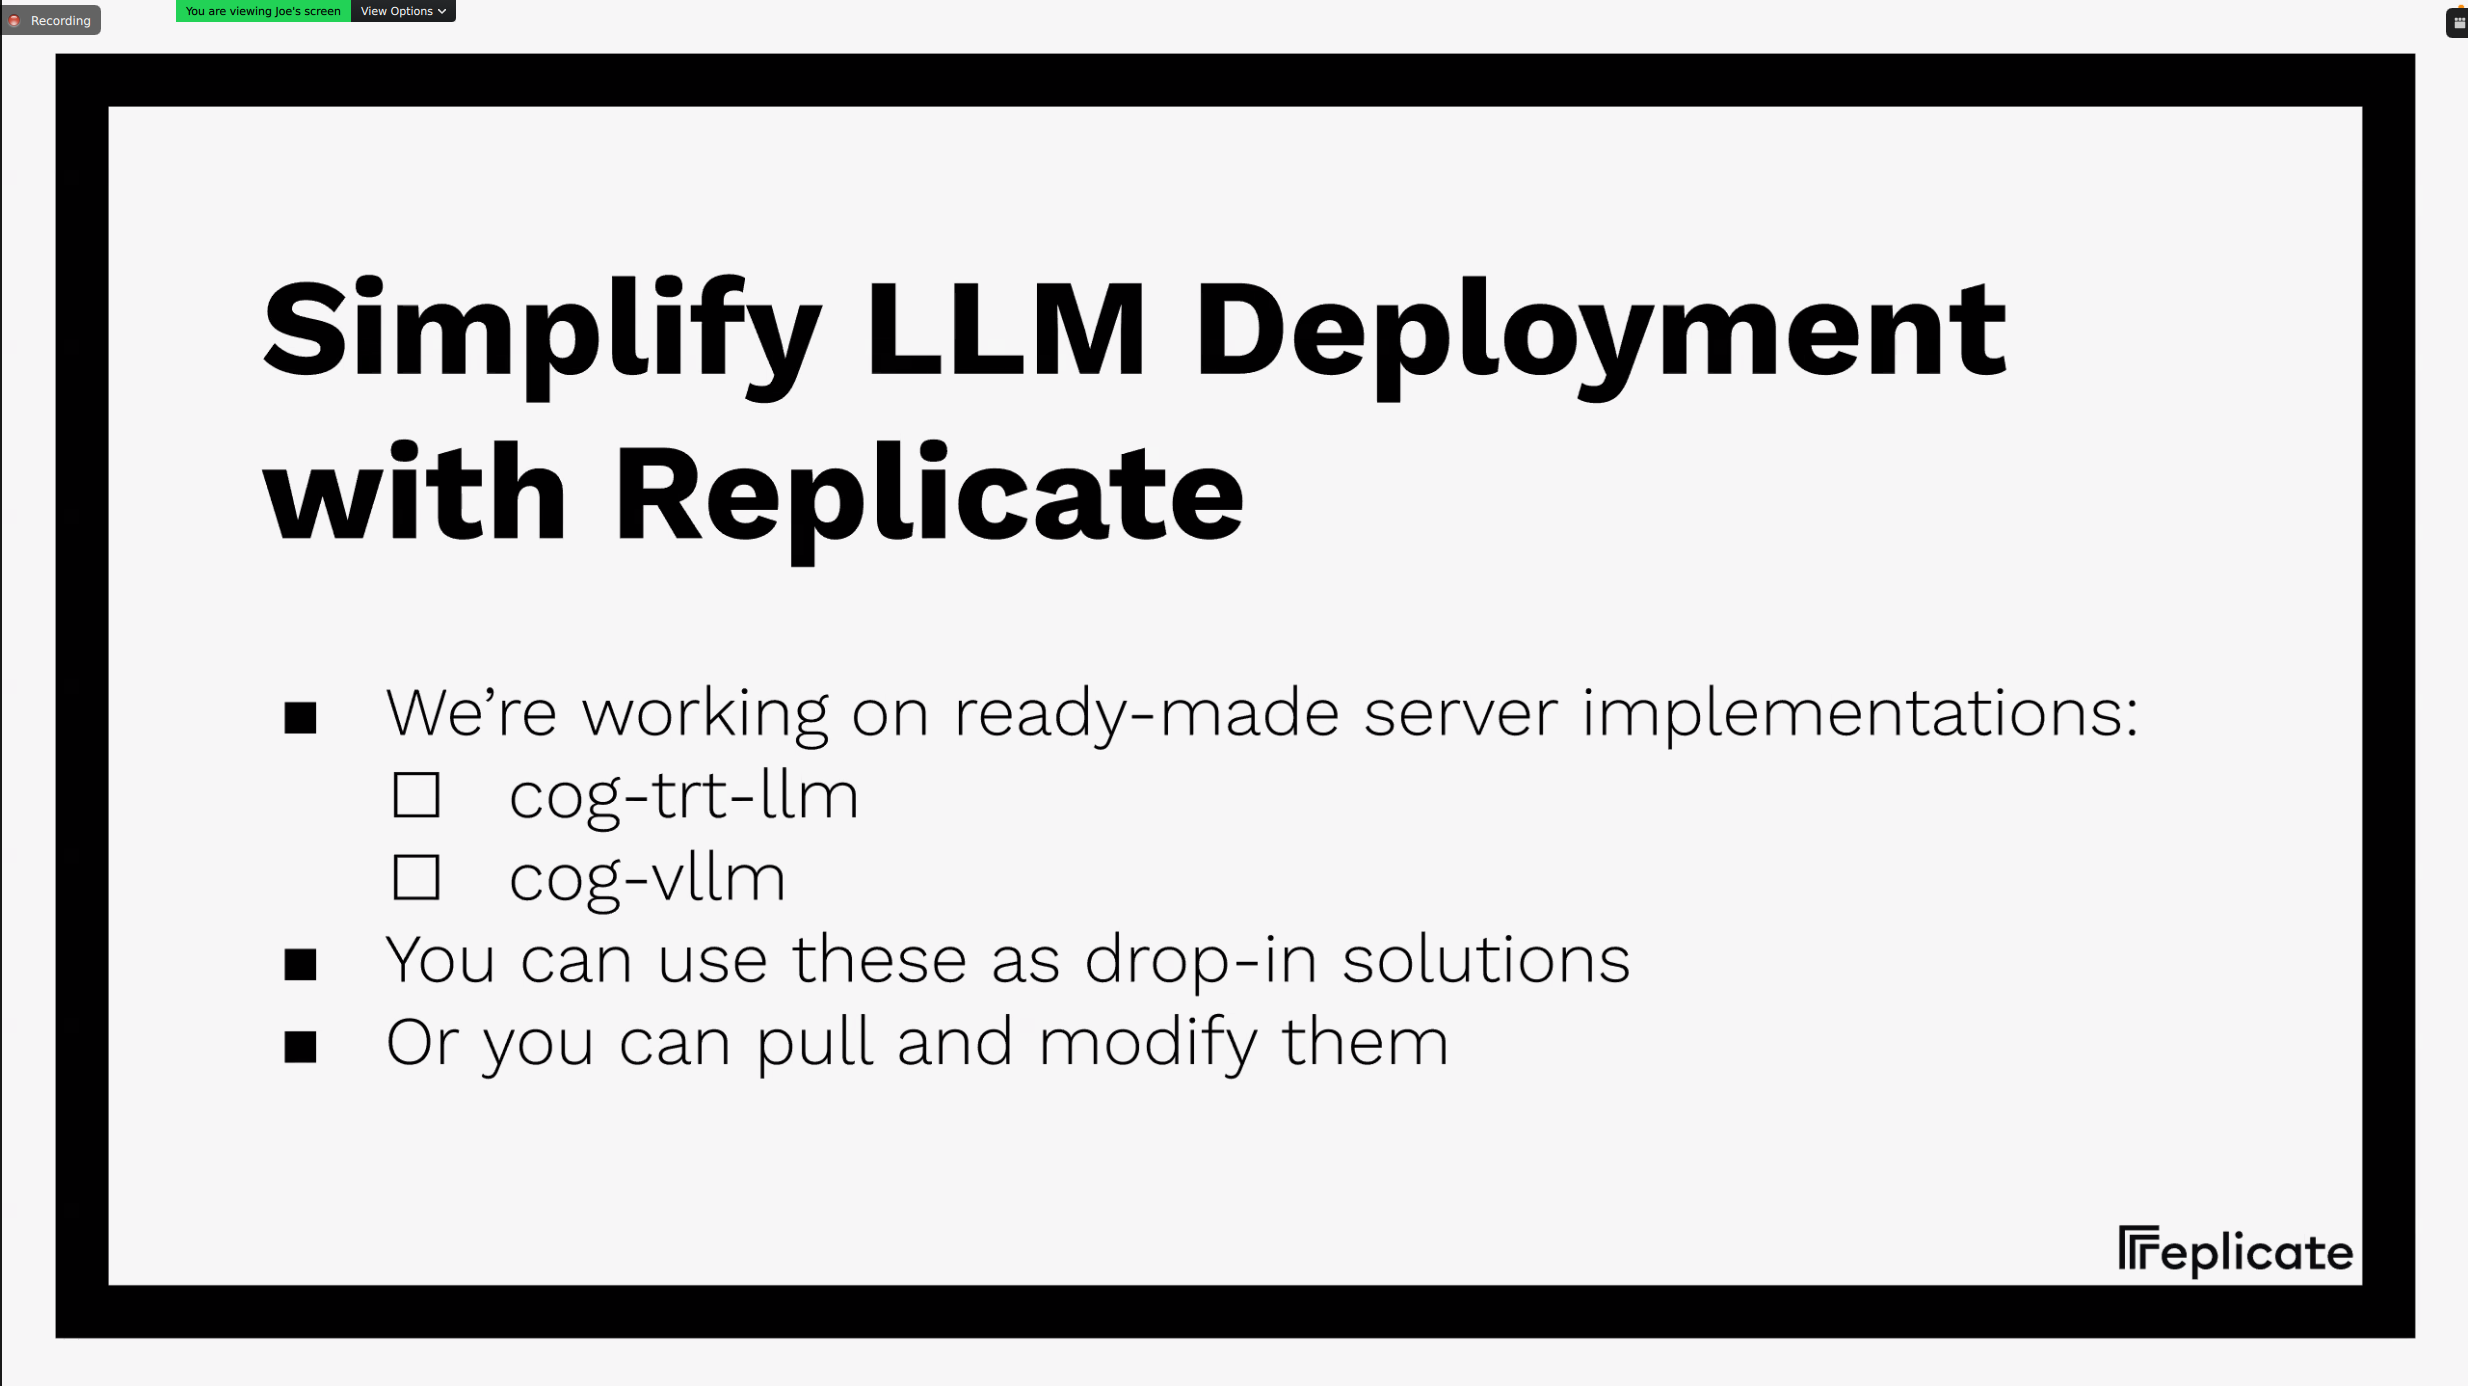 Recording
You are viewing Joe's screen
View Options
Simplify LLM Deployment
with Replicate
■ We’re working on ready-made server implementations:
☐ cog-trt-llm
☐ cog-vllm
■ You can use these as drop-in solutions
■ Or you can pull and modify them
replicate